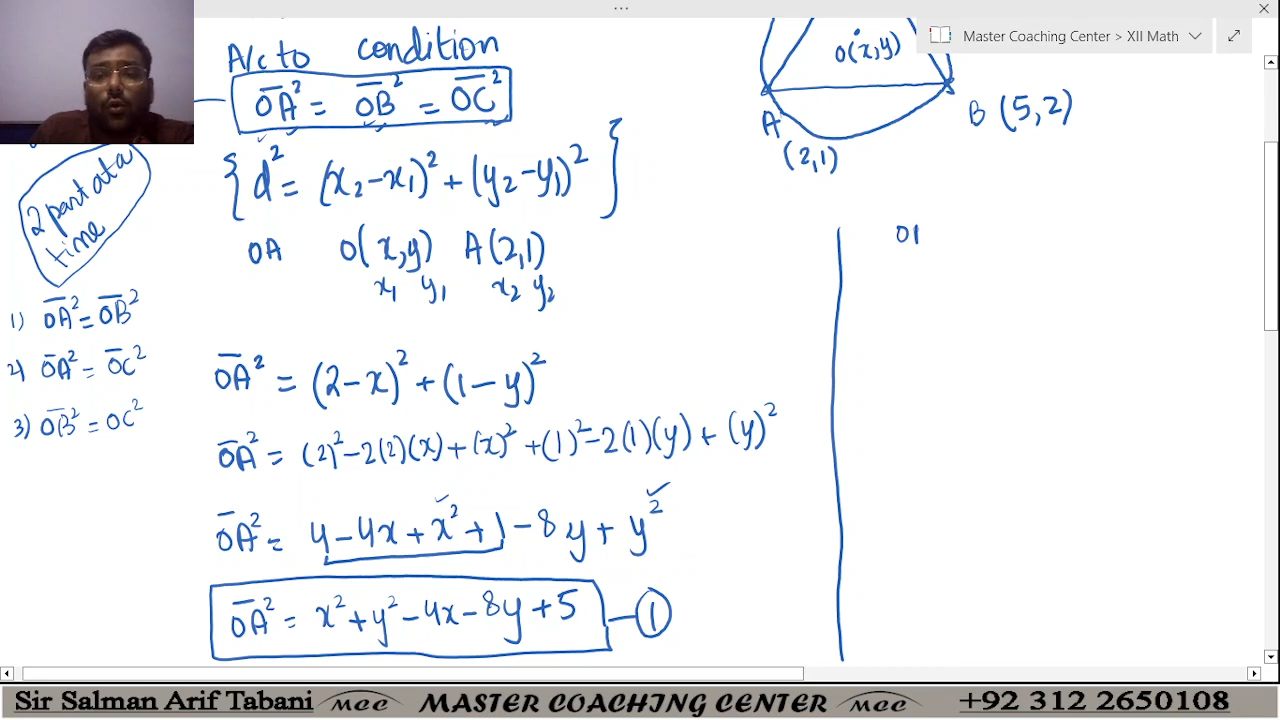 Master Coaching Center > XII Math
A/c to condition
OA² = OB² = OC²
{ d² = (x₂-x₁)² + (y₂-y₁)² }
OA O(x,y) A(2,1)
x₁ y₁ x₂ y₂
OA² = (2-x)² + (1-y)²
OA² = (2)² -2(2)(x) + (x)² + (1)² -2(1)(y) + (y)²
OA² = 4 - 4x + x² + 1 - 8y + y²
OA² = x² + y² - 4x - 8y + 5 — ①
2 part at a
time
1) OA² = OB²
2) OA² = OC²
3) OB² = OC²
O(x,y)
A
(2,1)
B (5,2)
Sir Salman Arif Tabani mcc MASTER COACHING CENTER mcc +92 312 2650108